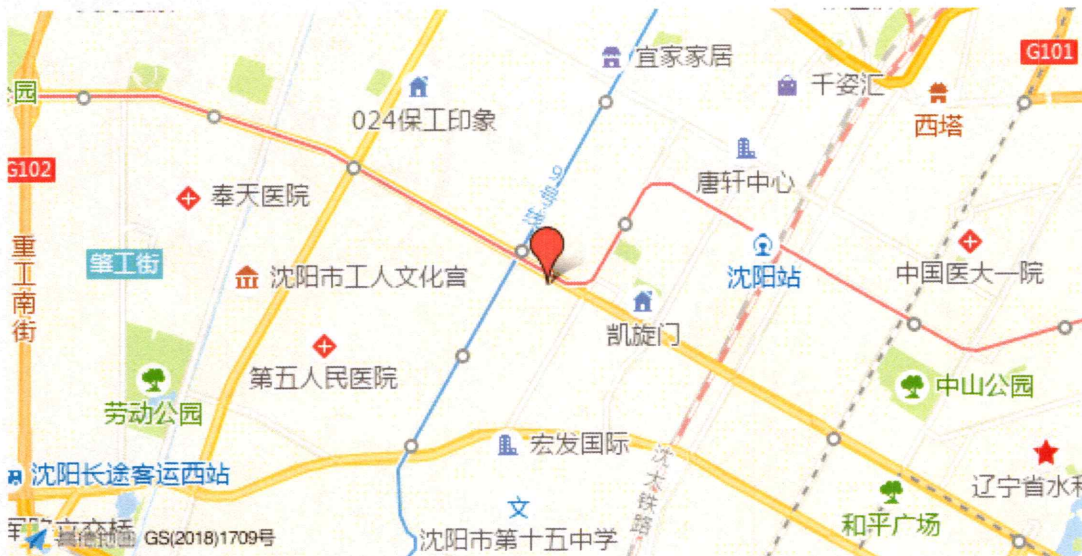 宜家家居
G101
千姿汇
公园
024保工印象
西塔
唐轩中心
G102
奉天医院
地铁9号线
重工南街
肇工街
沈阳市工人文化宫
沈阳站
中国医大一院
凯旋门
第五人民医院
劳动公园
中山公园
宏发国际
沈阳长途客运西站
沈大铁路
辽宁省水利
文
和平广场
沈阳市第十五中学
高德地图 GS(2018)1709号